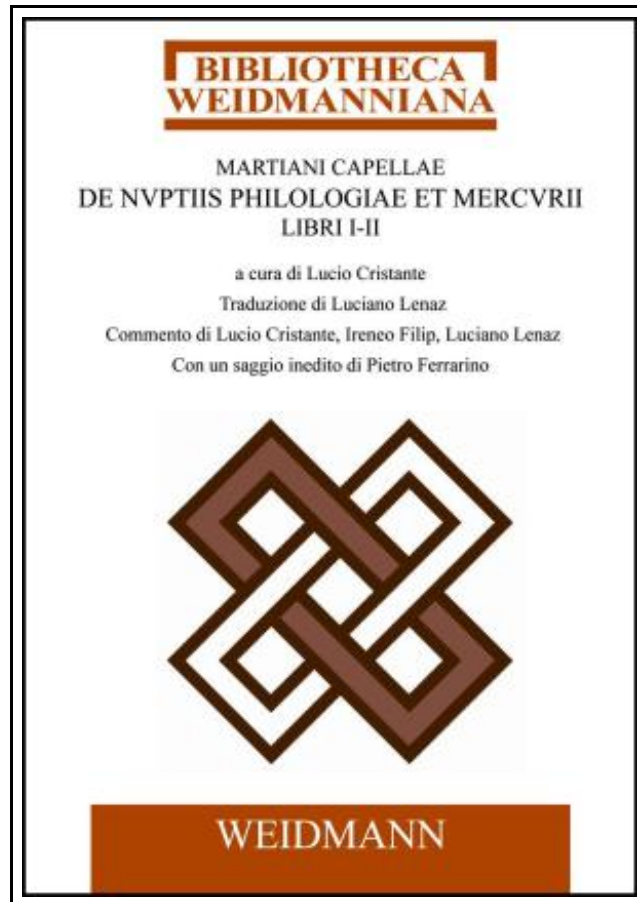 BIBLIOTHECA
WEIDMANNIANA
MARTIANI CAPELLAE
DE NVPTIIS PHILOLOGIAE ET MERCVRII
LIBRI I-II
a cura di Lucio Cristante
Traduzione di Luciano Lenaz
Commento di Lucio Cristante, Ireneo Filip, Luciano Lenaz
Con un saggio inedito di Pietro Ferrarino
WEIDMANN